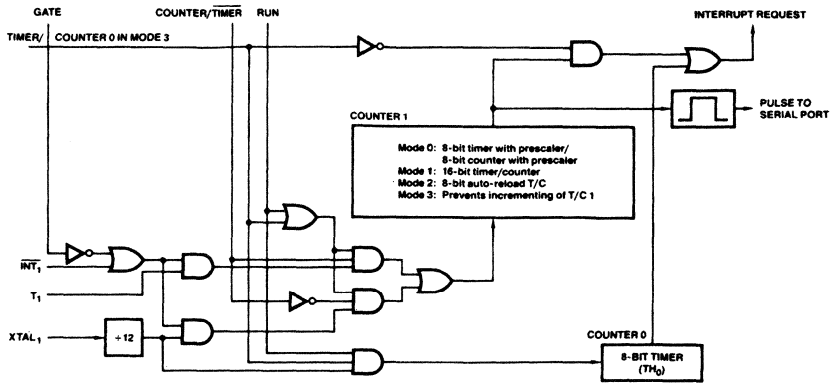 GATE
COUNTER/TIMER
RUN
INTERRUPT REQUEST
TIMER/ COUNTER 0 IN MODE 3
PULSE TO
SERIAL PORT
COUNTER 1
Mode 0: 8-bit timer with prescaler/
8-bit counter with prescaler
Mode 1: 16-bit timer/counter
Mode 2: 8-bit auto-reload T/C
Mode 3: Prevents incrementing of T/C 1
INT1
T1
XTAL1
÷12
COUNTER 0
8-BIT TIMER
(TH0)